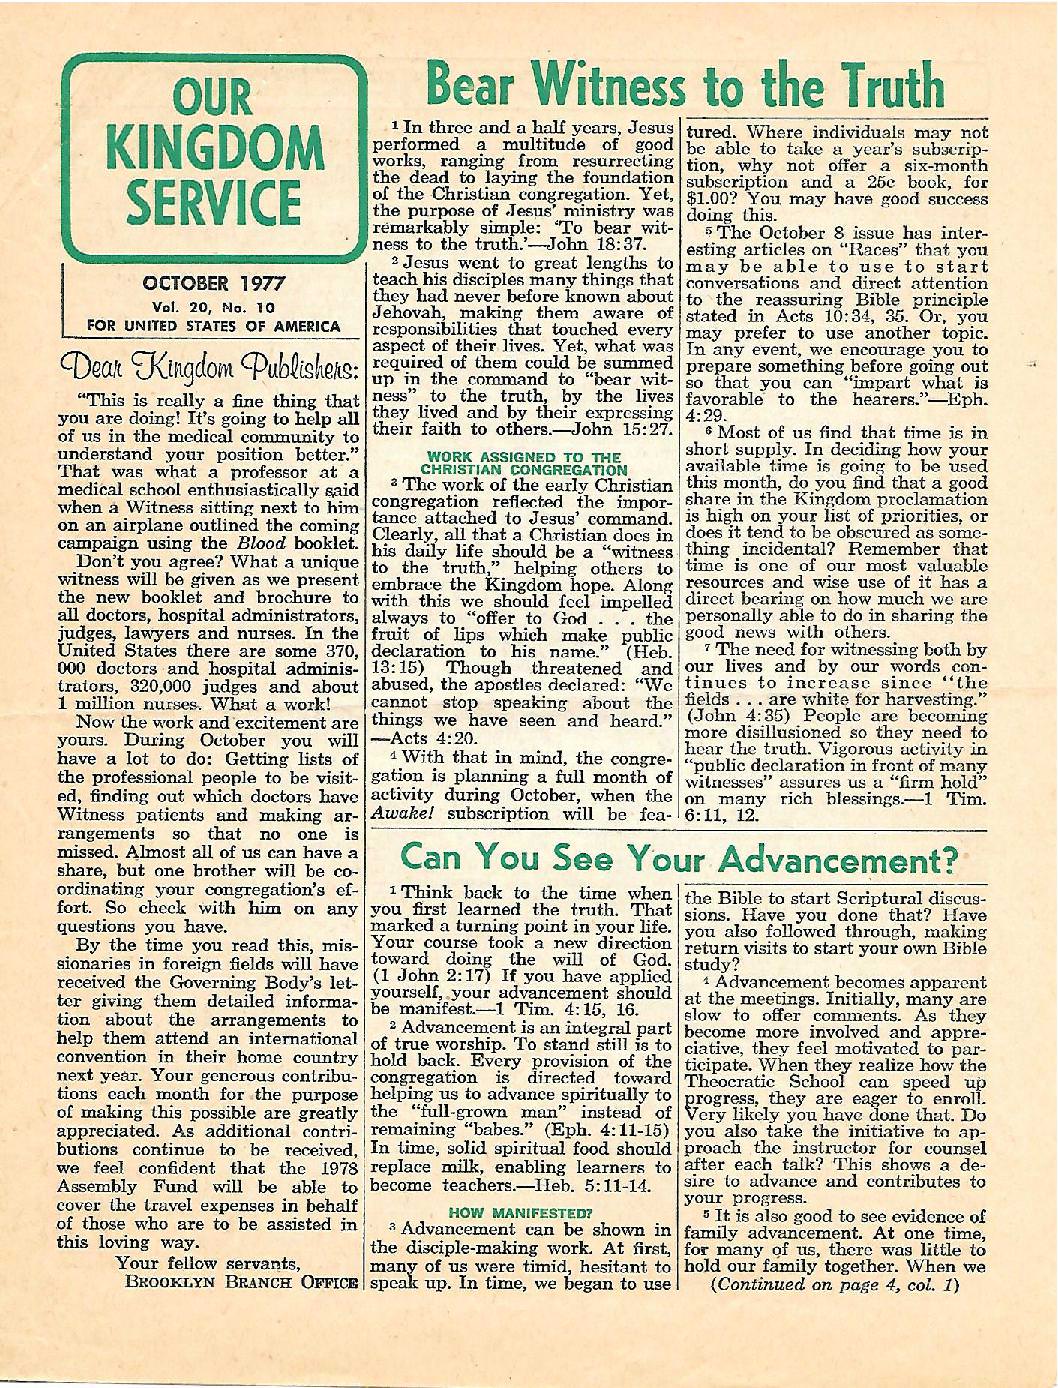 OUR
KINGDOM
SERVICE
OCTOBER 1977
Vol. 20, No. 10
FOR UNITED STATES OF AMERICA
Dear Kingdom Publishers:
"This is really a fine thing that
you are doing! It's going to help all
of us in the medical community to
understand your position better."
That was what a professor at a
medical school enthusiastically said
when a Witness sitting next to him
on an airplane outlined the coming
campaign using the Blood booklet.
Don't you agree? What a unique
witness will be given as we present
the new booklet and brochure to
all doctors, hospital administrators,
judges, lawyers and nurses. In the
United States there are some 370,
000 doctors and hospital adminis-
trators, 320,000 judges and about
1 million nurses. What a work!
Now the work and excitement are
yours. During October you will
have a lot to do: Getting lists of
the professional people to be visit-
ed, finding out which doctors have
Witness patients and making ar-
rangements so that no one is
missed. Almost all of us can have a
share, but one brother will be co-
ordinating your congregation's ef-
fort. So check with him on any
questions you have.
By the time you read this, mis-
sionaries in foreign fields will have
received the Governing Body's let-
ter giving them detailed informa-
tion about the arrangements to
help them attend an international
convention in their home country
next year. Your generous contribu-
tions each month for the purpose
of making this possible are greatly
appreciated. As additional contri-
butions continue to be received,
we feel confident that the 1978
Assembly Fund will be able to
cover the travel expenses in behalf
of those who are to be assisted in
this loving way.
Your fellow servants,
BROOKLYN BRANCH OFFICE
Bear Witness to the Truth
1 In three and a half years, Jesus
performed a multitude of good
works, ranging from resurrecting
the dead to laying the foundation
of the Christian congregation. Yet,
the purpose of Jesus' ministry was
remarkably simple: 'To bear wit-
ness to the truth.'—John 18:37.
2 Jesus went to great lengths to
teach his disciples many things that
they had never before known about
Jehovah, making them aware of
responsibilities that touched every
aspect of their lives. Yet, what was
required of them could be summed
up in the command to "bear wit-
ness" to the truth, by the lives
they lived and by their expressing
their faith to others.—John 15:27.
WORK ASSIGNED TO THE
CHRISTIAN CONGREGATION
3 The work of the early Christian
congregation reflected the impor-
tance attached to Jesus' command.
Clearly, all that a Christian does in
his daily life should be a "witness
to the truth," helping others to
embrace the Kingdom hope. Along
with this we should feel impelled
always to "offer to God . . . the
fruit of lips which make public
declaration to his name." (Heb.
13:15) Though threatened and
abused, the apostles declared: "We
cannot stop speaking about the
things we have seen and heard."
—Acts 4:20.
4 With that in mind, the congre-
gation is planning a full month of
activity during October, when the
Awake! subscription will be fea-
tured. Where individuals may not
be able to take a year's subscrip-
tion, why not offer a six-month
subscription and a 25c book, for
$1.00? You may have good success
doing this.
5 The October 8 issue has inter-
esting articles on "Races" that you
may be able to use to start
conversations and direct attention
to the reassuring Bible principle
stated in Acts 10:34, 35. Or, you
may prefer to use another topic.
In any event, we encourage you to
prepare something before going out
so that you can "impart what is
favorable to the hearers."—Eph.
4:29.
6 Most of us find that time is in
short supply. In deciding how your
available time is going to be used
this month, do you find that a good
share in the Kingdom proclamation
is high on your list of priorities, or
does it tend to be obscured as some-
thing incidental? Remember that
time is one of our most valuable
resources and wise use of it has a
direct bearing on how much we are
personally able to do in sharing the
good news with others.
7 The need for witnessing both by
our lives and by our words con-
tinues to increase since "the
fields . . . are white for harvesting."
(John 4:35) People are becoming
more disillusioned so they need to
hear the truth. Vigorous activity in
"public declaration in front of many
witnesses" assures us a "firm hold"
on many rich blessings.—1 Tim.
6:11, 12.
Can You See Your Advancement?
1 Think back to the time when
you first learned the truth. That
marked a turning point in your life.
Your course took a new direction
toward doing the will of God.
(1 John 2:17) If you have applied
yourself, your advancement should
be manifest.—1 Tim. 4:15, 16.
2 Advancement is an integral part
of true worship. To stand still is to
hold back. Every provision of the
congregation is directed toward
helping us to advance spiritually to
the "full-grown man" instead of
remaining "babes." (Eph. 4:11-15)
In time, solid spiritual food should
replace milk, enabling learners to
become teachers.—Heb. 5:11-14.
HOW MANIFESTED?
3 Advancement can be shown in
the disciple-making work. At first,
many of us were timid, hesitant to
speak up. In time, we began to use
the Bible to start Scriptural discus-
sions. Have you done that? Have
you also followed through, making
return visits to start your own Bible
study?
4 Advancement becomes apparent
at the meetings. Initially, many are
slow to offer comments. As they
become more involved and appre-
ciative, they feel motivated to par-
ticipate. When they realize how the
Theocratic School can speed up
progress, they are eager to enroll.
Very likely you have done that. Do
you also take the initiative to ap-
proach the instructor for counsel
after each talk? This shows a de-
sire to advance and contributes to
your progress.
5 It is also good to see evidence of
family advancement. At one time,
for many of us, there was little to
hold our family together. When we
(Continued on page 4, col. 1)